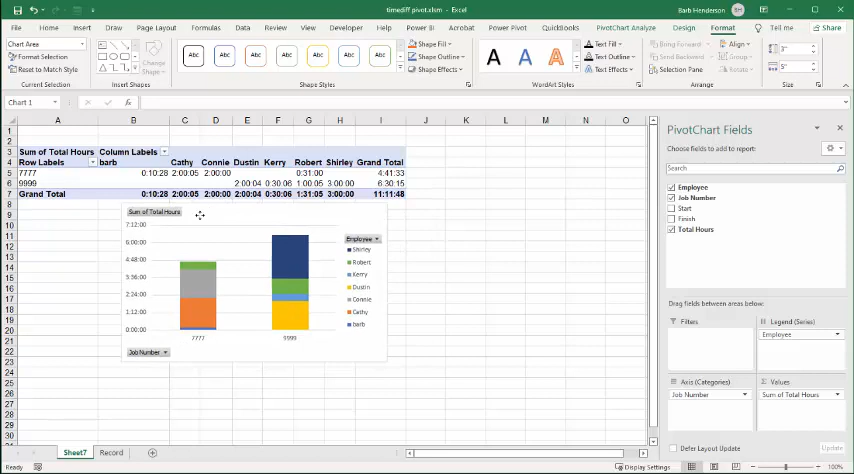 timediff pivot.xlsm - Excel
Barb Henderson
BH
File Home Insert Draw Page Layout Formulas Data Review View Developer Help Power BI Acrobat Power Pivot QuickBooks PivotChart Analyze Design Format Tell me Share
Chart Area
Format Selection
Reset to Match Style
Current Selection
Change
Shape
Insert Shapes
Abc Abc Abc Abc Abc Abc Abc
Shape Fill
Shape Outline
Shape Effects
Shape Styles
A A A
Text Fill
Text Outline
Text Effects
WordArt Styles
Bring Forward
Send Backward
Selection Pane
Align
Group
Rotate
Arrange
3"
5"
Size
Chart 1
fx
A B C D E F G H I J K L M N O
1
2
3 Sum of Total Hours Column Labels
4 Row Labels barb Cathy Connie Dustin Kerry Robert Shirley Grand Total
5 7777 0:10:28 2:00:05 2:00:00 0:31:00 4:41:33
6 9999 2:00:04 0:30:06 1:00:05 3:00:00 6:30:15
7 Grand Total 0:10:28 2:00:05 2:00:00 2:00:04 0:30:06 1:31:05 3:00:00 11:11:48
8
9
10
11
12
13
14
15
16
17
18
19
20
21
22
23
24
25
26
27
28
29
30
Sum of Total Hours
7:12:00
6:00:00
4:48:00
3:36:00
2:24:00
1:12:00
0:00:00
7777 9999
Employee
Shirley
Robert
Kerry
Dustin
Connie
Cathy
barb
Job Number
PivotChart Fields
Choose fields to add to report:
Search
Employee
Job Number
Start
Finish
Total Hours
Drag fields between areas below:
Filters
Legend (Series)
Employee
Axis (Categories)
Job Number
Values
Sum of Total Hours
Defer Layout Update
Update
Sheet7 Record
Ready
Display Settings
100%